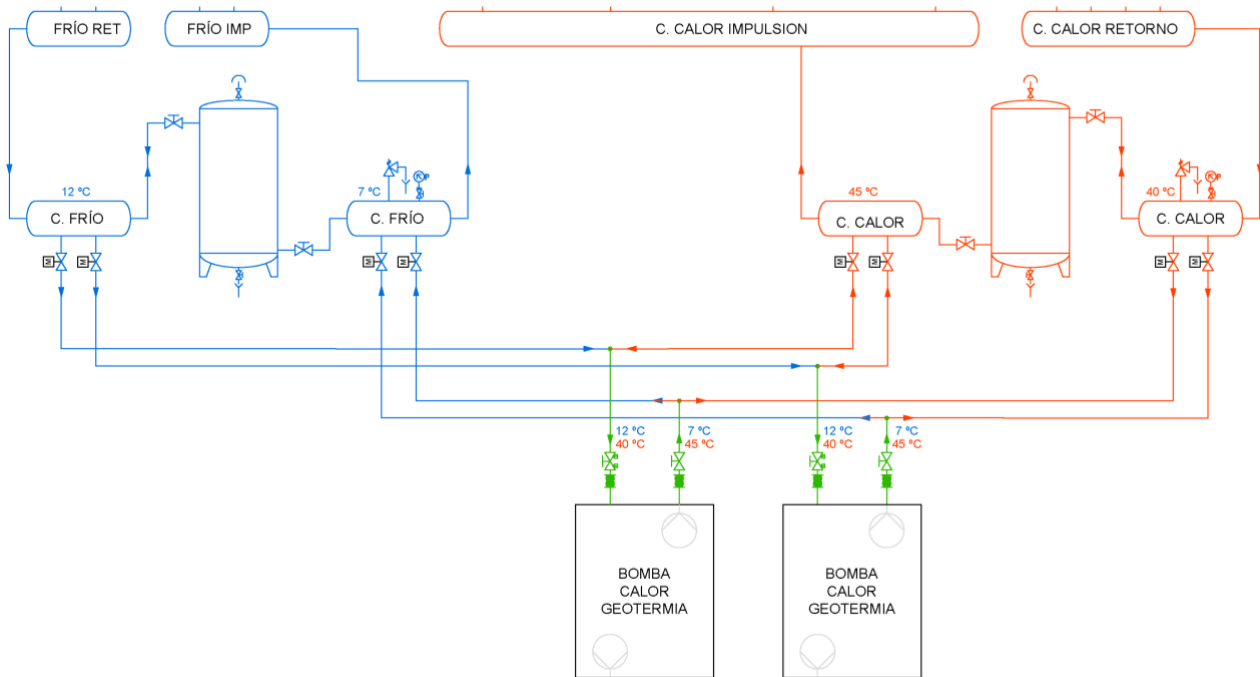 FRÍO RET
FRÍO IMP
C. CALOR IMPULSION
C. CALOR RETORNO
12 ºC
7 ºC
45 ºC
40 ºC
C. FRÍO
C. FRÍO
C. CALOR
C. CALOR
P
P
M
M
M
M
M
M
M
M
12 ºC
7 ºC
12 ºC
7 ºC
40 ºC
45 ºC
40 ºC
45 ºC
BOMBA
CALOR
GEOTERMIA
BOMBA
CALOR
GEOTERMIA